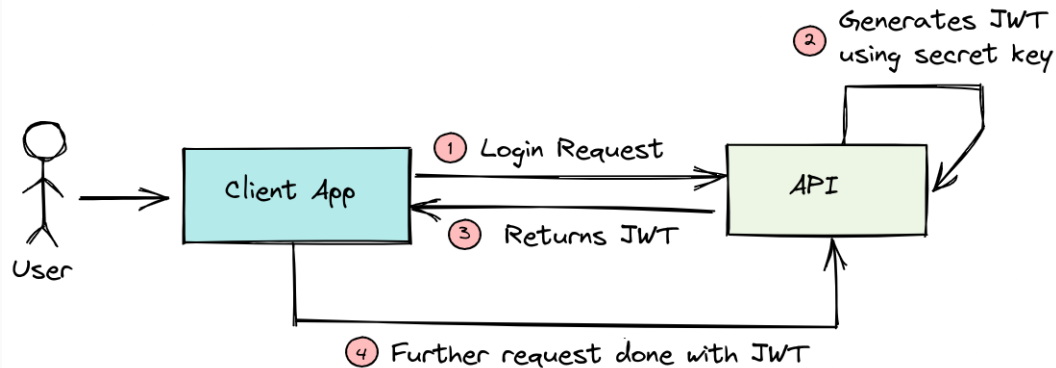 2 Generates JWT
using secret key
1 Login Request
Client App
API
3 Returns JWT
User
4 Further request done with JWT